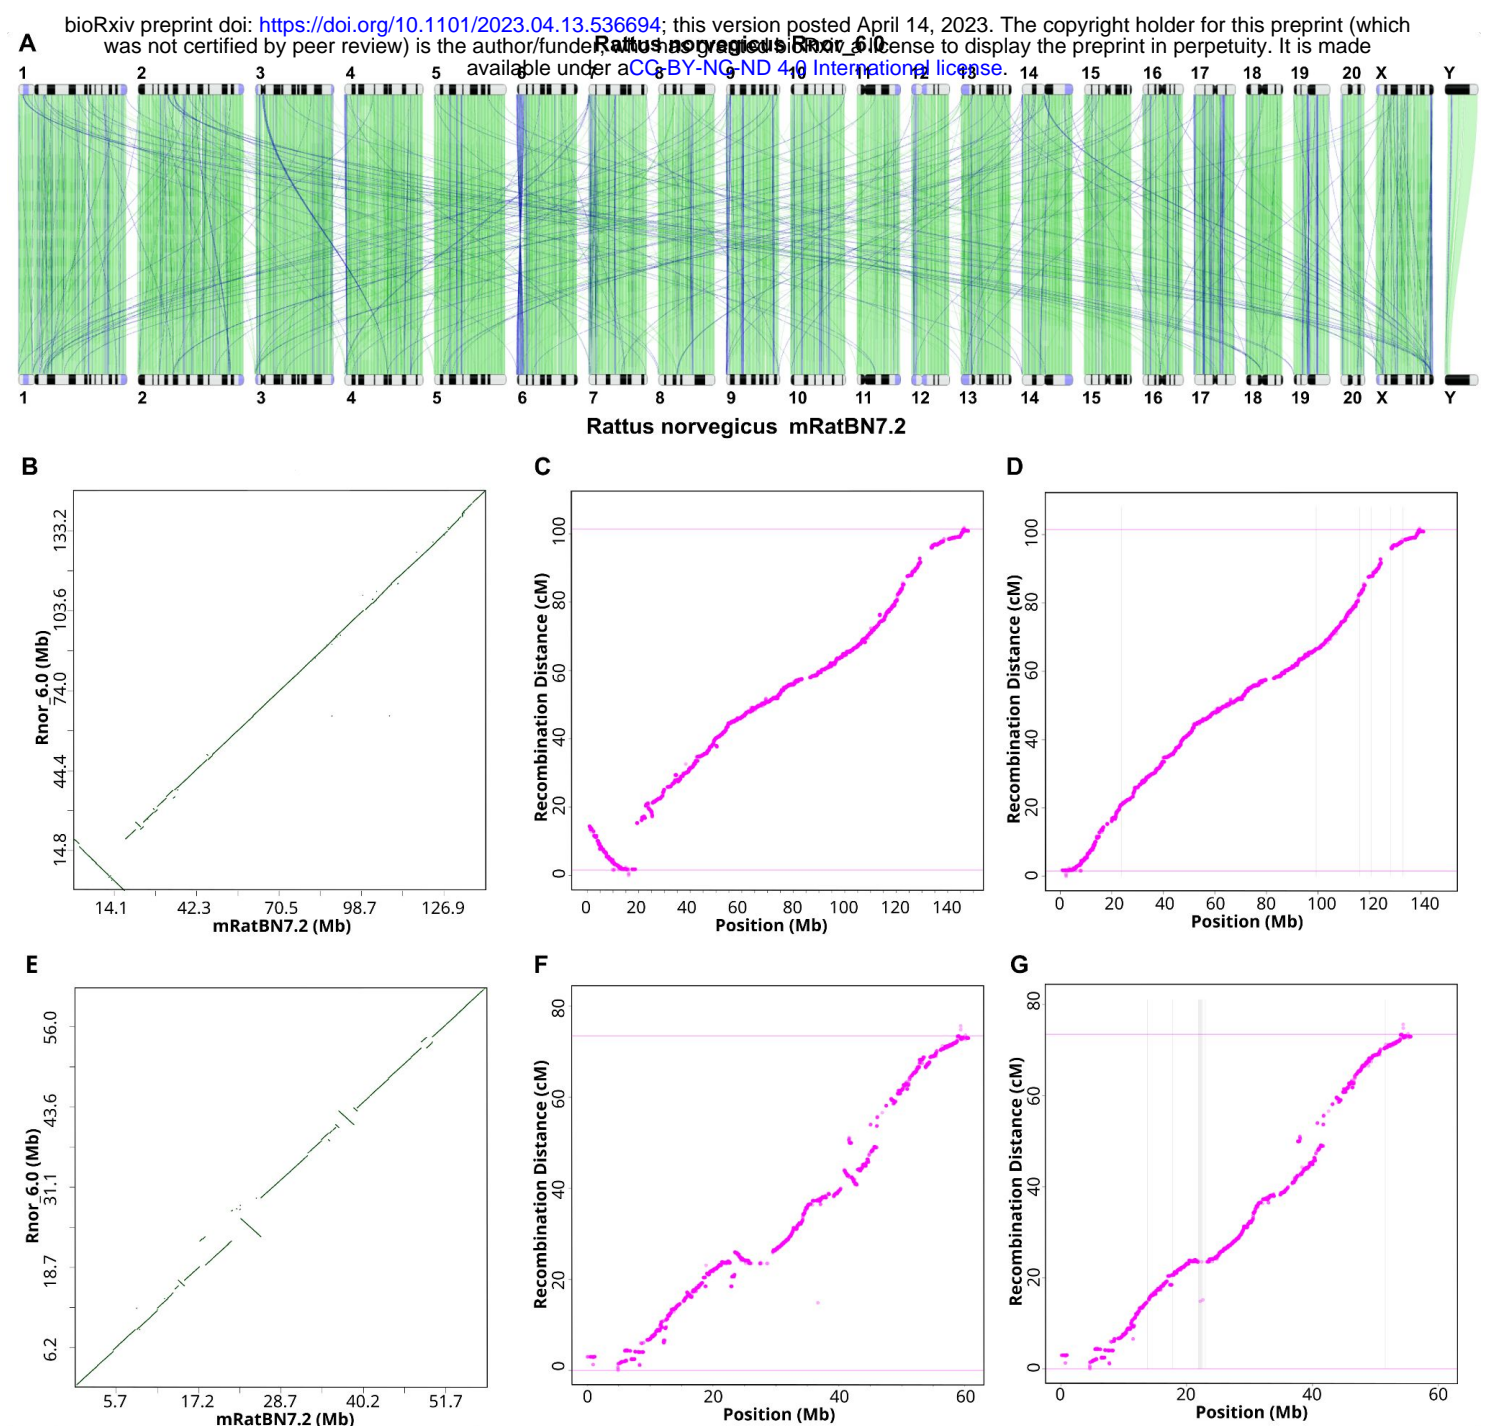 bioRxiv preprint doi: https://doi.org/10.1101/2023.04.13.536694; this version posted April 14, 2023. The copyright holder for this preprint (which
was not certified by peer review) is the author/funder, who has granted bioRxiv a license to display the preprint in perpetuity. It is made
available under aCC-BY-NC-ND 4.0 International license.
A
Rattus norvegicus Rnor_6.0
1 2 3 4 5 6 7 8 9 10 11 12 13 14 15 16 17 18 19 20 X Y
1 2 3 4 5 6 7 8 9 10 11 12 13 14 15 16 17 18 19 20 X Y
Rattus norvegicus mRatBN7.2
B
Rnor_6.0 (Mb)
133.2
103.6
74.0
44.4
14.8
14.1 42.3 70.5 98.7 126.9
mRatBN7.2 (Mb)
C
Recombination Distance (cM)
100
80
60
40
20
0
0 20 40 60 80 100 120 140
Position (Mb)
D
Recombination Distance (cM)
100
80
60
40
20
0
0 20 40 60 80 100 120 140
Position (Mb)
E
Rnor_6.0 (Mb)
56.0
43.6
31.1
18.7
6.2
5.7 17.2 28.7 40.2 51.7
mRatBN7.2 (Mb)
F
Recombination Distance (cM)
80
60
40
20
0
0 20 40 60
Position (Mb)
G
Recombination Distance (cM)
80
60
40
20
0
0 20 40 60
Position (Mb)